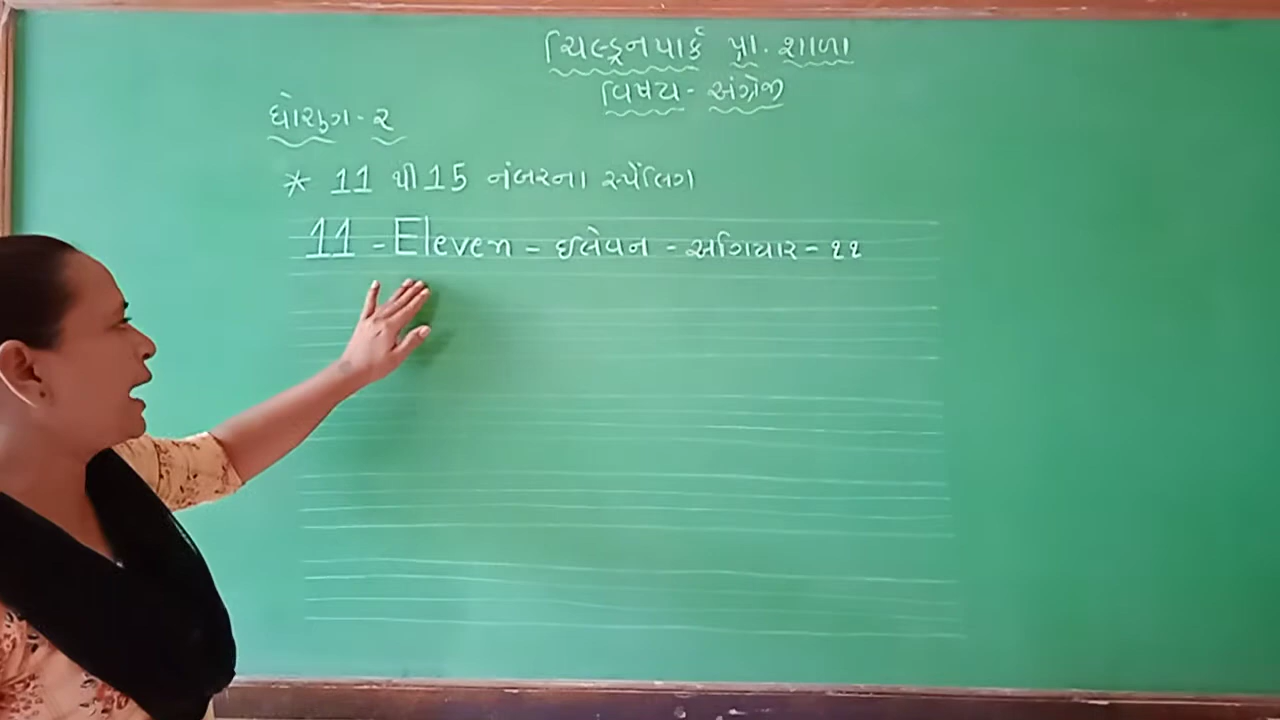 ચિલ્ડ્રનપાર્ક પ્રા. શાળા
વિષય - અંગ્રેજી
ધોરણ - ૨
* 11 થી 15 નંબરના સ્પેલિંગ
11 - Eleven - ઇલેવન - અગિયાર - ૧૧